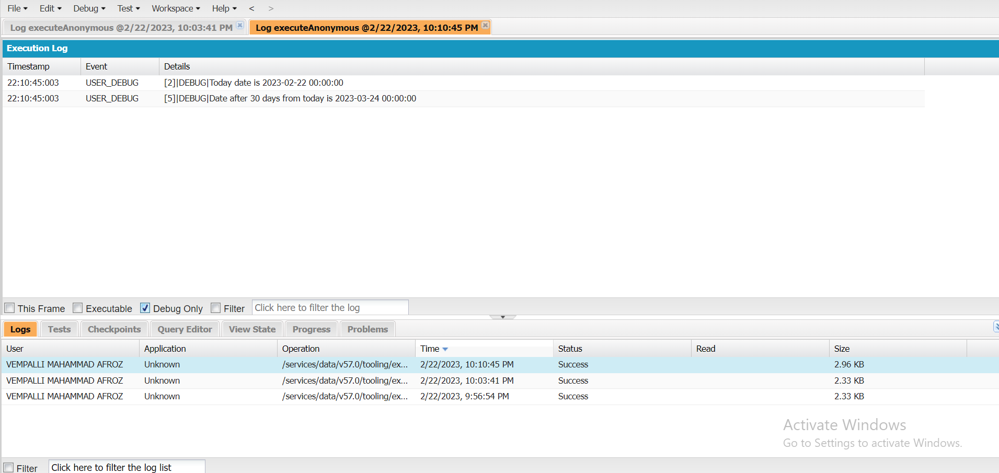 File Edit Debug Test Workspace Help < >
Log executeAnonymous @2/22/2023, 10:03:41 PM Log executeAnonymous @2/22/2023, 10:10:45 PM
Execution Log
Timestamp Event Details
22:10:45:003 USER_DEBUG [2]|DEBUG|Today date is 2023-02-22 00:00:00
22:10:45:003 USER_DEBUG [5]|DEBUG|Date after 30 days from today is 2023-03-24 00:00:00
This Frame Executable Debug Only Filter Click here to filter the log
Logs Tests Checkpoints Query Editor View State Progress Problems
User Application Operation Time Status Read Size
VEMPALLI MAHAMMAD AFROZ Unknown /services/data/v57.0/tooling/ex... 2/22/2023, 10:10:45 PM Success 2.96 KB
VEMPALLI MAHAMMAD AFROZ Unknown /services/data/v57.0/tooling/ex... 2/22/2023, 10:03:41 PM Success 2.33 KB
VEMPALLI MAHAMMAD AFROZ Unknown /services/data/v57.0/tooling/ex... 2/22/2023, 9:56:54 PM Success 2.33 KB
Activate Windows
Go to Settings to activate Windows.
Filter Click here to filter the log list